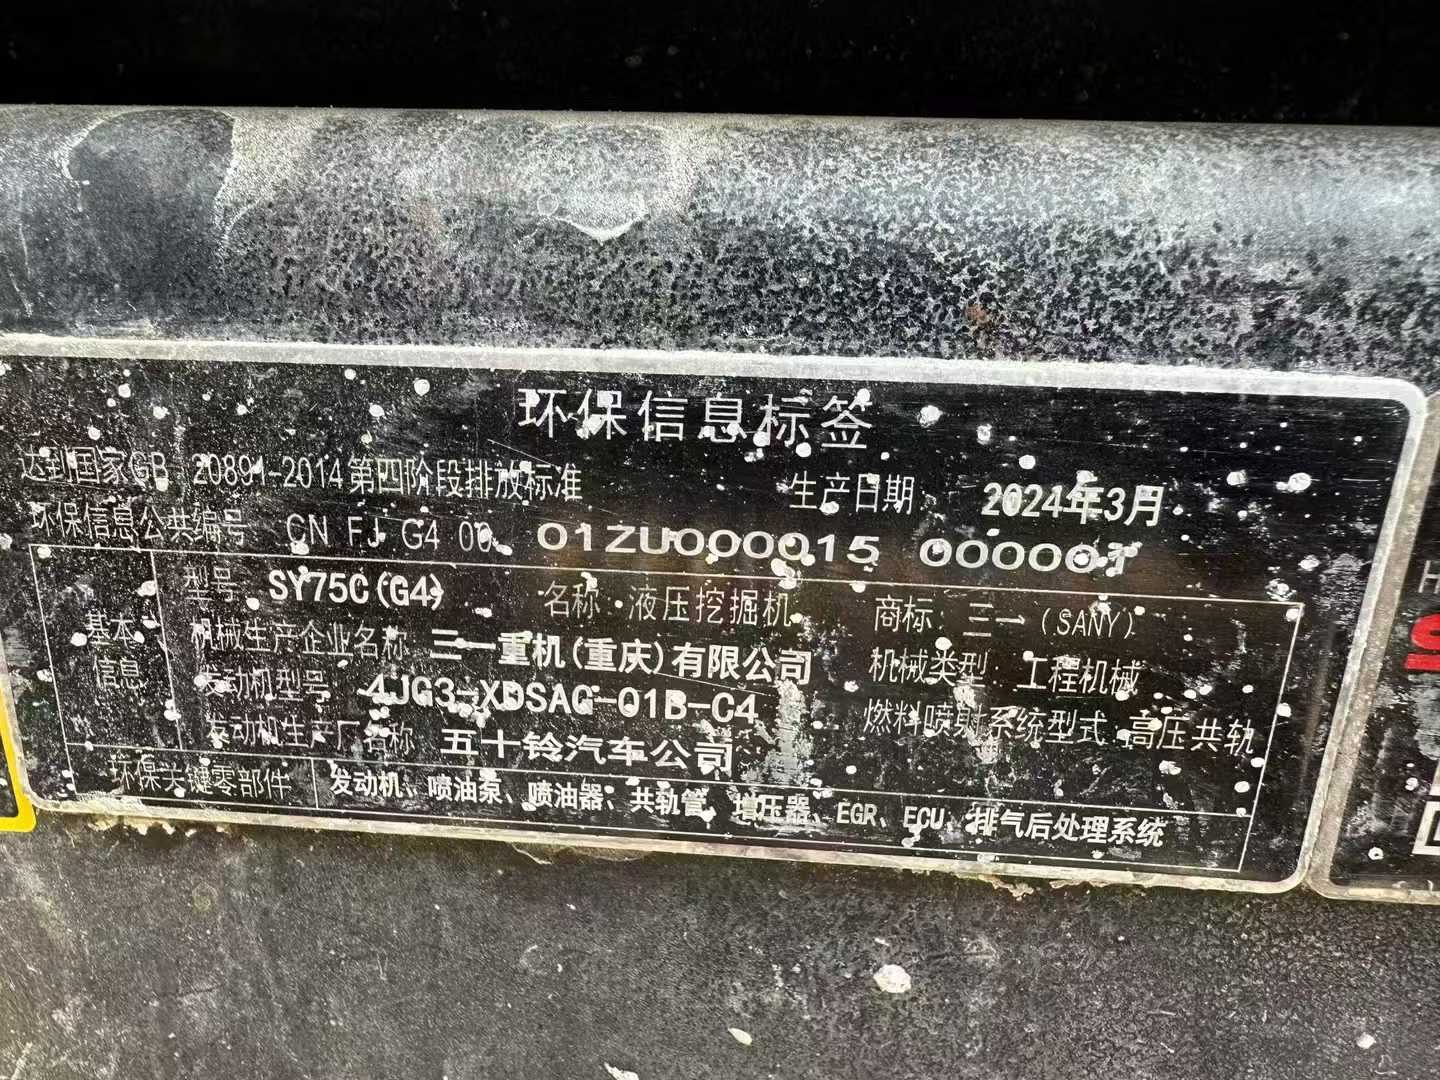 环保信息标签
达到国家GB 20891-2014第四阶段排放标准 生产日期 2024年3月
环保信息公共编号 CN FJ G4 00 01ZU000015 000001
基本信息
型号 SY75C(G4) 名称:液压挖掘机 商标:三一(SANY)
机械生产企业名称 三一重机(重庆)有限公司 机械类型:工程机械
发动机型号 4JG3-XDSAG-01B-C4 燃料喷射系统型式:高压共轨
发动机生产厂名称 五十铃汽车公司
环保关键零部件 发动机、喷油泵、喷油器、共轨管、增压器、EGR、ECU、排气后处理系统